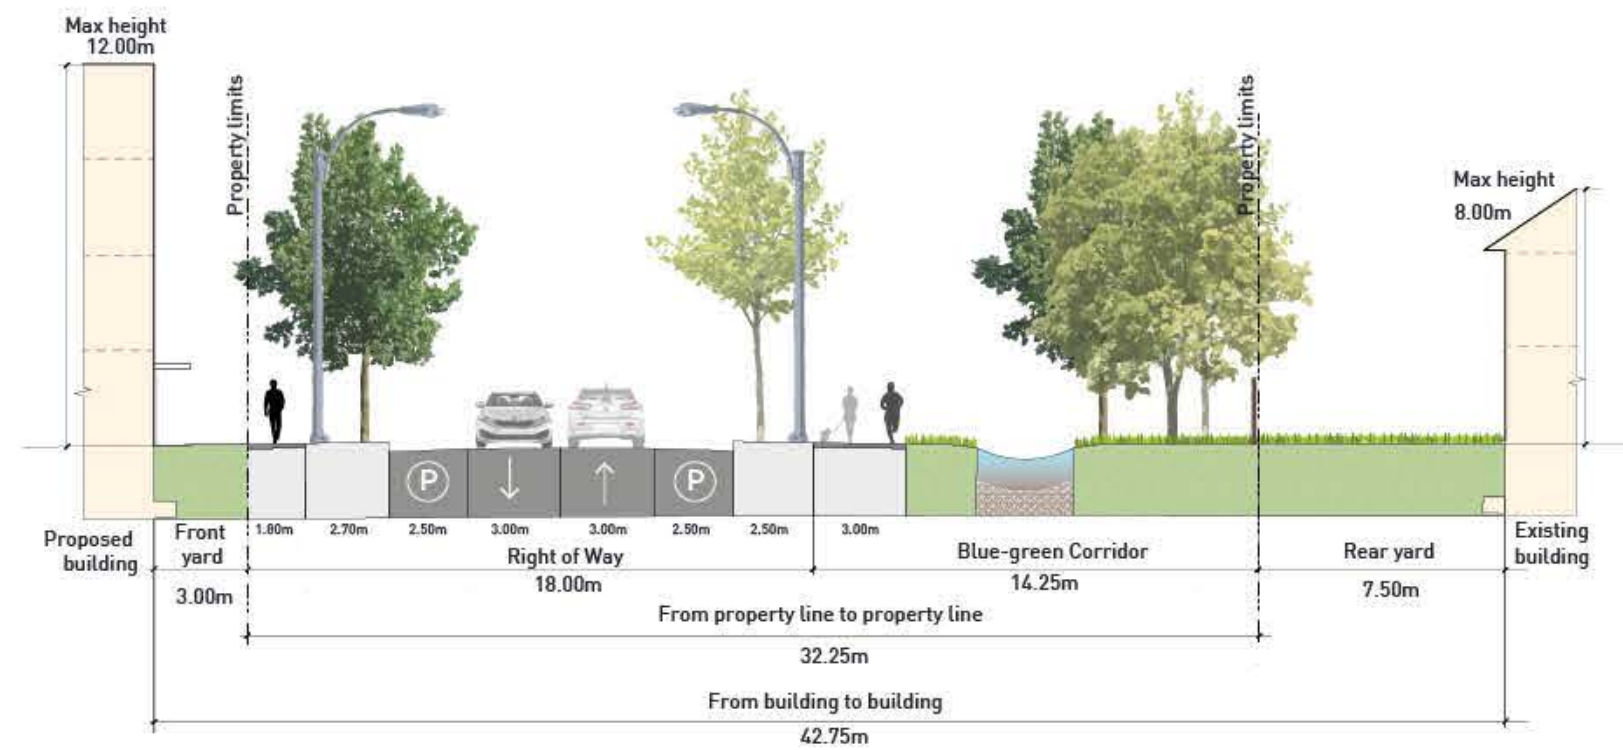 Max height
12.00m
Property limits
Property limits
Max height
8.00m
P
P
1.80m
2.70m
2.50m
3.00m
3.00m
2.50m
2.50m
3.00m
Proposed
building
Front
yard
3.00m
Right of Way
18.00m
Blue-green Corridor
14.25m
Rear yard
7.50m
Existing
building
From property line to property line
32.25m
From building to building
42.75m